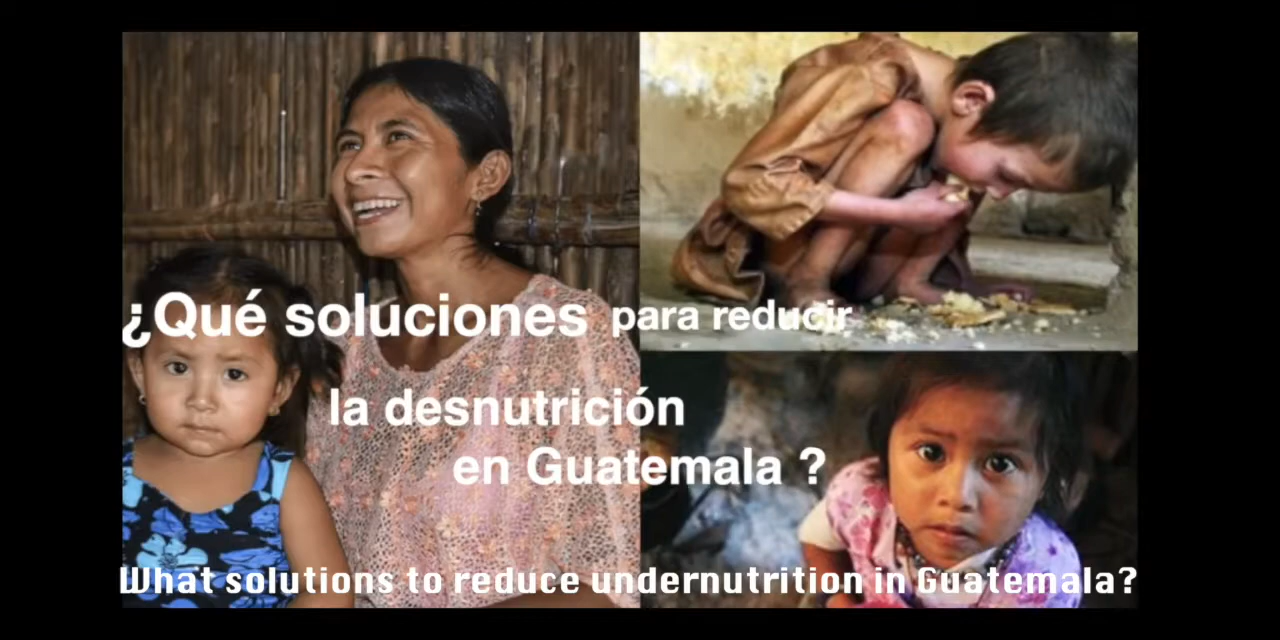 ¿Qué soluciones para reducir
la desnutrición
en Guatemala ?
What solutions to reduce undernutrition in Guatemala?